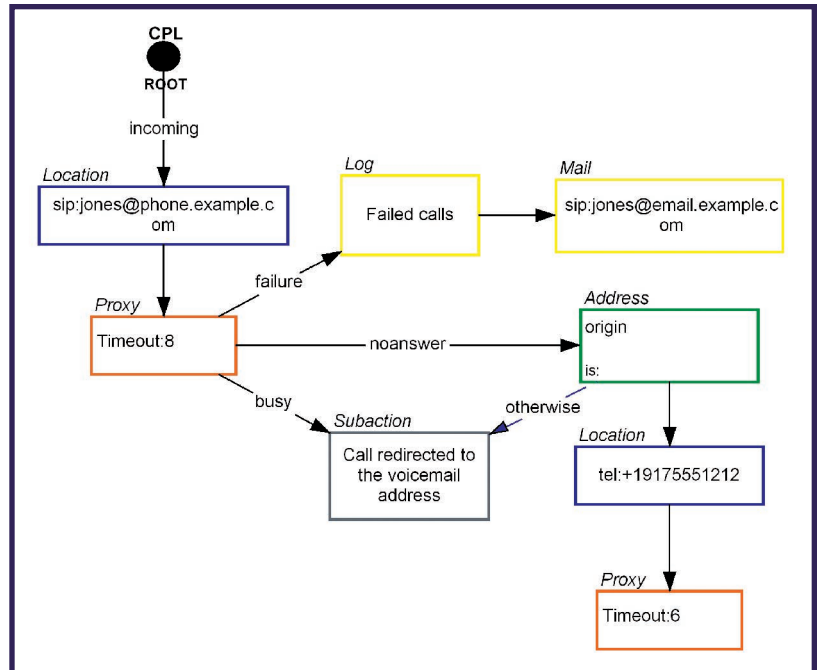 CPL
ROOT
incoming
Location
sip:jones@phone.example.c
om
Log
Failed calls
Mail
sip:jones@email.example.c
om
failure
Proxy
Timeout:8
noanswer
Address
origin
is:
busy
otherwise
Subaction
Call redirected to
the voicemail
address
Location
tel:+19175551212
Proxy
Timeout:6